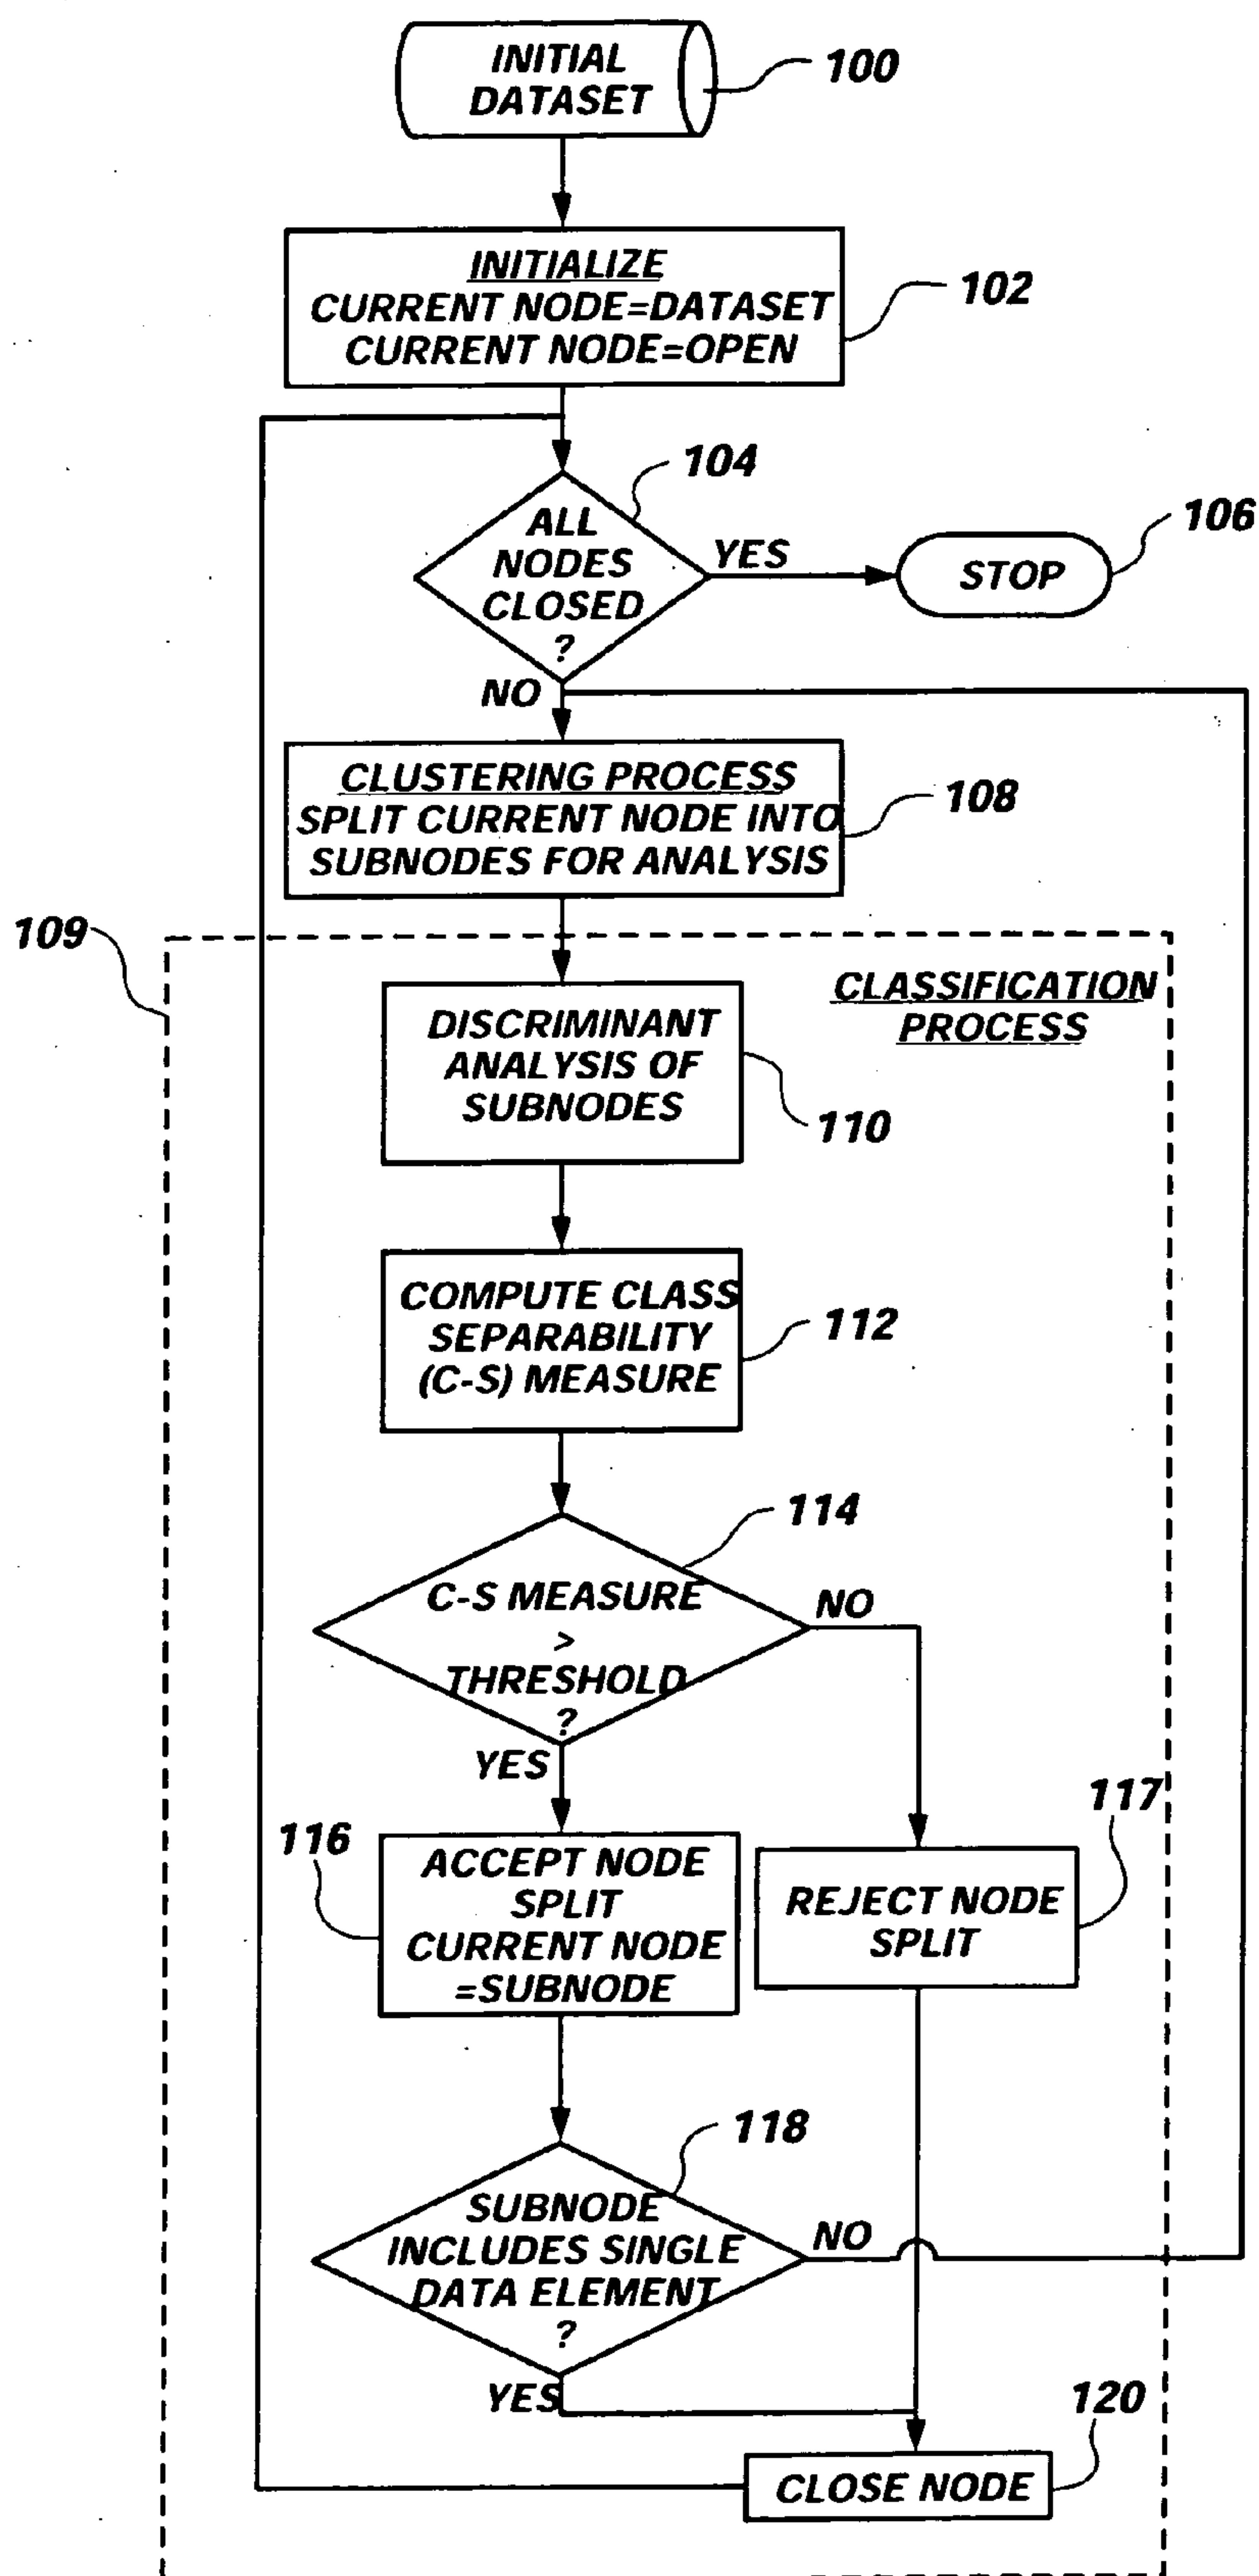 INITIAL
DATASET
100
INITIALIZE
CURRENT NODE=DATASET
CURRENT NODE=OPEN
102
104
ALL
NODES
CLOSED
?
YES
STOP
106
NO
CLUSTERING PROCESS
SPLIT CURRENT NODE INTO
SUBNODES FOR ANALYSIS
108
109
CLASSIFICATION
PROCESS
DISCRIMINANT
ANALYSIS OF
SUBNODES
110
COMPUTE CLASS
SEPARABILITY
(C-S) MEASURE
112
114
C-S MEASURE
>
THRESHOLD
?
NO
YES
116
ACCEPT NODE
SPLIT
CURRENT NODE
=SUBNODE
117
REJECT NODE
SPLIT
118
SUBNODE
INCLUDES SINGLE
DATA ELEMENT
?
NO
YES
120
CLOSE NODE